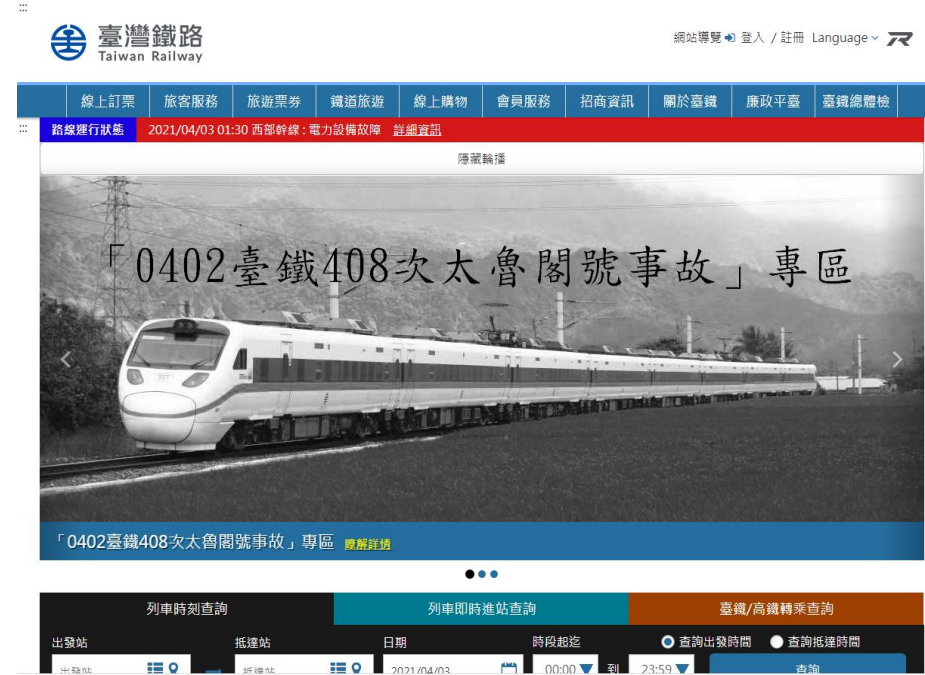 臺灣鐵路
Taiwan Railway
網站導覽 登入 / 註冊 Language
線上訂票 旅客服務 旅遊票券 鐵道旅遊 線上購物 會員服務 招商資訊 關於臺鐵 廉政平臺 臺鐵總體檢
路線運行狀態 2021/04/03 01:30 西部幹線 : 電力設備故障 詳細資訊
隱藏輪播
「0402臺鐵408次太魯閣號事故」專區
「0402臺鐵408次太魯閣號事故」專區 瞭解詳情
列車時刻查詢 列車即時進站查詢 臺鐵/高鐵轉乘查詢
出發站 抵達站 日期 時段起迄 查詢出發時間 查詢抵達時間
出發站 抵達站 2021/04/03 00:00 到 23:59 查詢